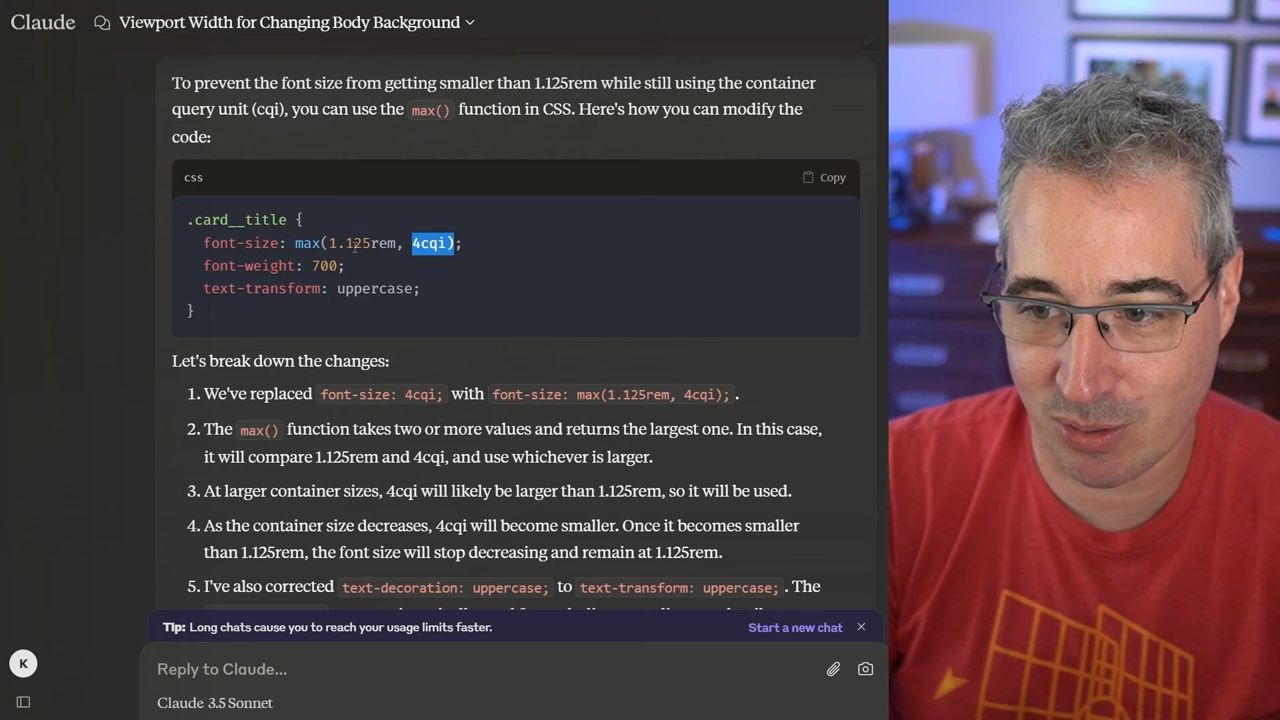 Claude
Viewport Width for Changing Body Background
To prevent the font size from getting smaller than 1.125rem while still using the container
query unit (cqi), you can use the max() function in CSS. Here's how you can modify the
code:
css
Copy
.card__title {
font-size: max(1.125rem, 4cqi);
font-weight: 700;
text-transform: uppercase;
}
Let's break down the changes:
1. We've replaced font-size: 4cqi; with font-size: max(1.125rem, 4cqi);.
2. The max() function takes two or more values and returns the largest one. In this case,
it will compare 1.125rem and 4cqi, and use whichever is larger.
3. At larger container sizes, 4cqi will likely be larger than 1.125rem, so it will be used.
4. As the container size decreases, 4cqi will become smaller. Once it becomes smaller
than 1.125rem, the font size will stop decreasing and remain at 1.125rem.
5. I've also corrected text-decoration: uppercase; to text-transform: uppercase;. The
Tip: Long chats cause you to reach your usage limits faster.
Start a new chat
K
Reply to Claude...
Claude 3.5 Sonnet